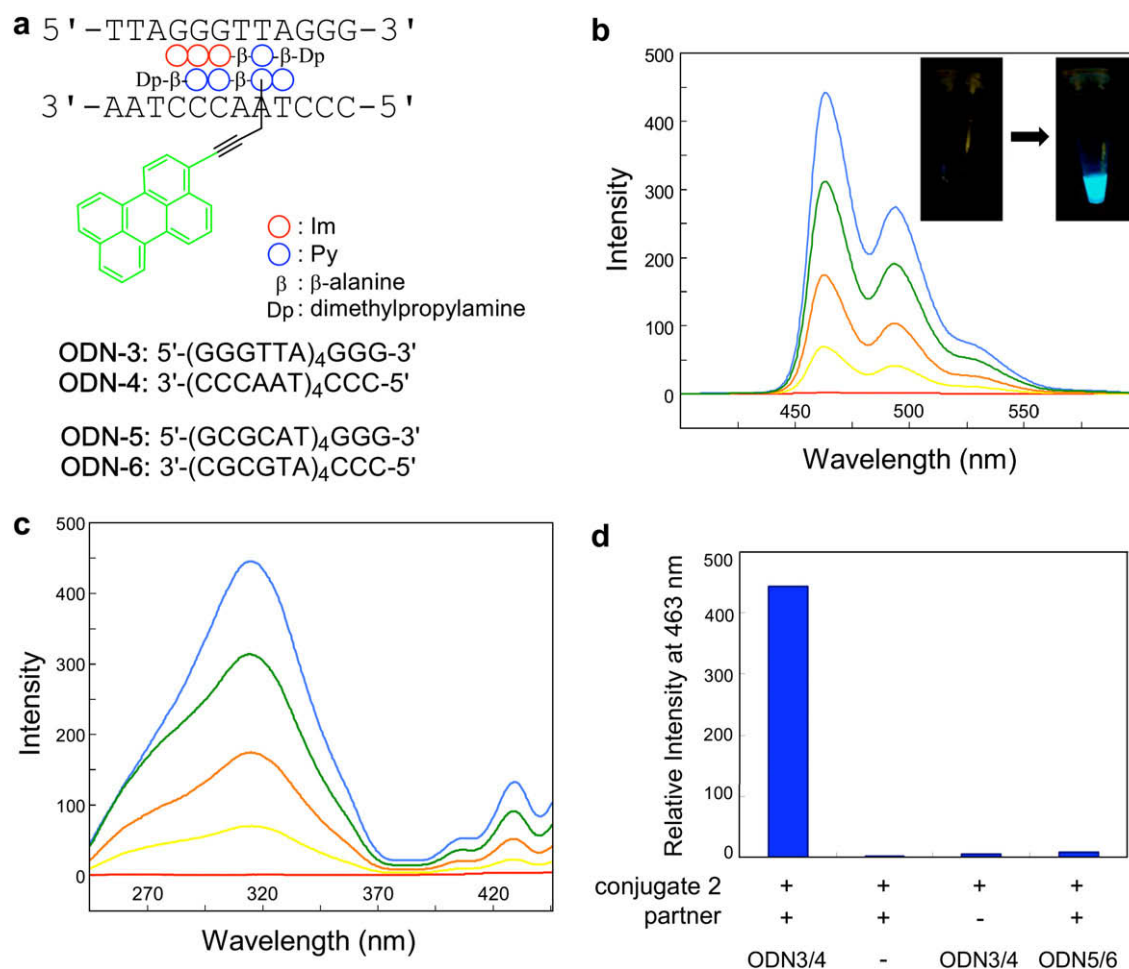 a
5'-TTAGGGTTAGGG-3'
-β- -β-Dp
Dp-β- -β-
3'-AATCCCAATCCC-5'
: Im
: Py
β : β-alanine
Dp: dimethylpropylamine
ODN-3: 5'-(GGGTTA)₄GGG-3'
ODN-4: 3'-(CCCAAT)₄CCC-5'
ODN-5: 5'-(GCGCAT)₄GGG-3'
ODN-6: 3'-(CGCGTA)₄CCC-5'
b
500
400
300
200
100
0
Intensity
450 500 550
Wavelength (nm)
c
500
400
300
200
100
0
Intensity
270 320 370 420
Wavelength (nm)
d
500
400
300
200
100
0
Relative Intensity at 463 nm
conjugate 2 + + + +
partner + + - +
ODN3/4 - ODN3/4 ODN5/6